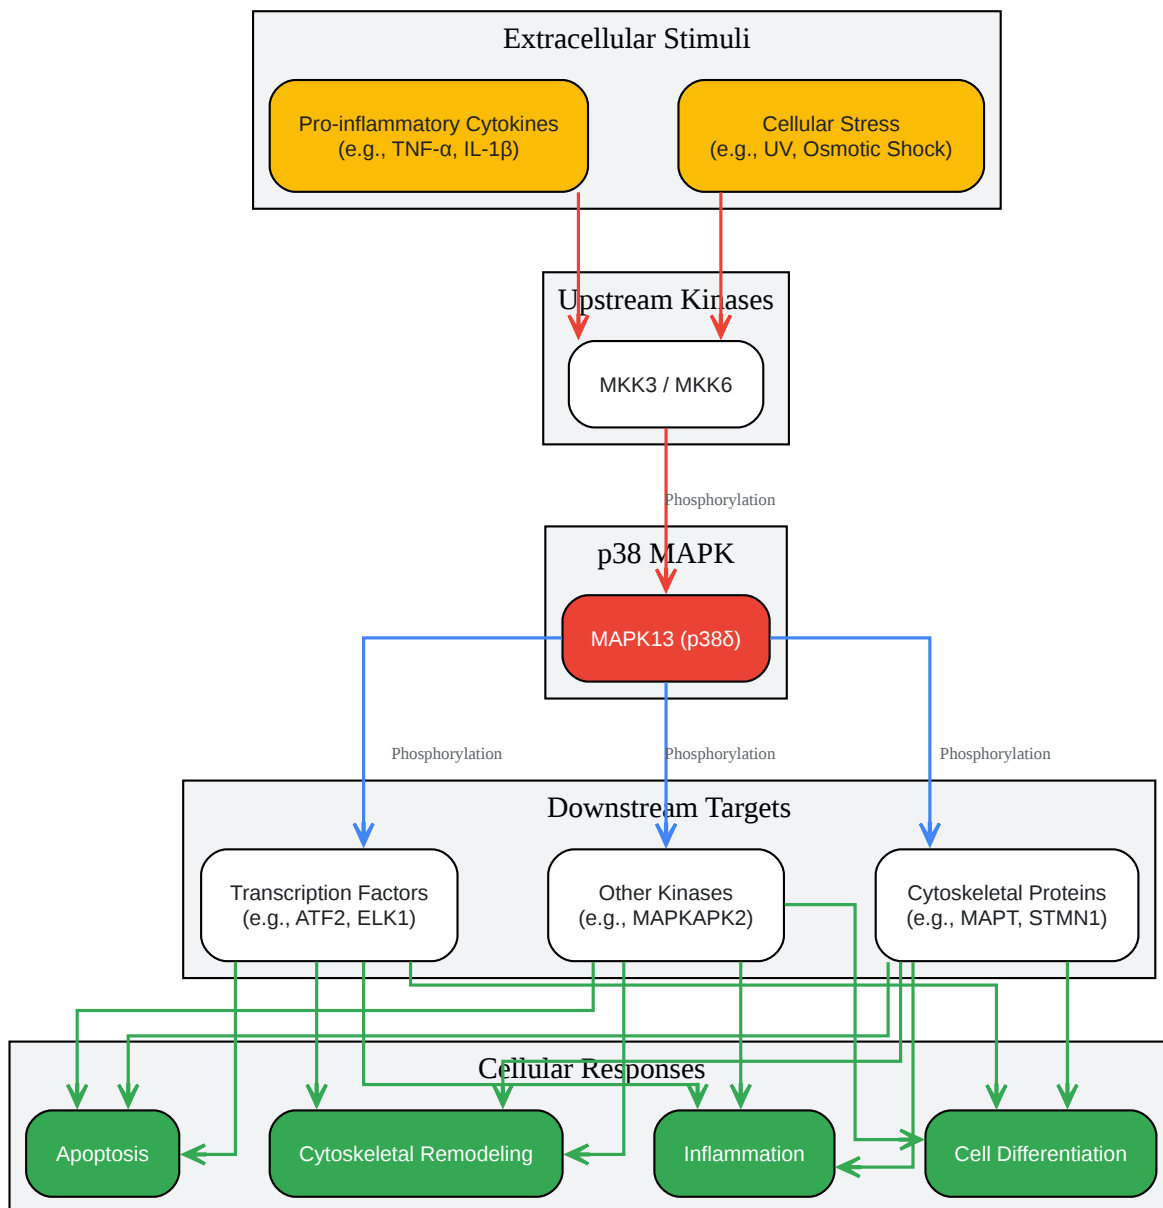 Extracellular Stimuli
Pro-inflammatory Cytokines
(e.g., TNF-α, IL-1β)
Cellular Stress
(e.g., UV, Osmotic Shock)
Upstream Kinases
MKK3 / MKK6
Phosphorylation
p38 MAPK
MAPK13 (p38δ)
Phosphorylation
Phosphorylation
Phosphorylation
Downstream Targets
Transcription Factors
(e.g., ATF2, ELK1)
Other Kinases
(e.g., MAPKAPK2)
Cytoskeletal Proteins
(e.g., MAPT, STMN1)
Cellular Responses
Apoptosis
Cytoskeletal Remodeling
Inflammation
Cell Differentiation